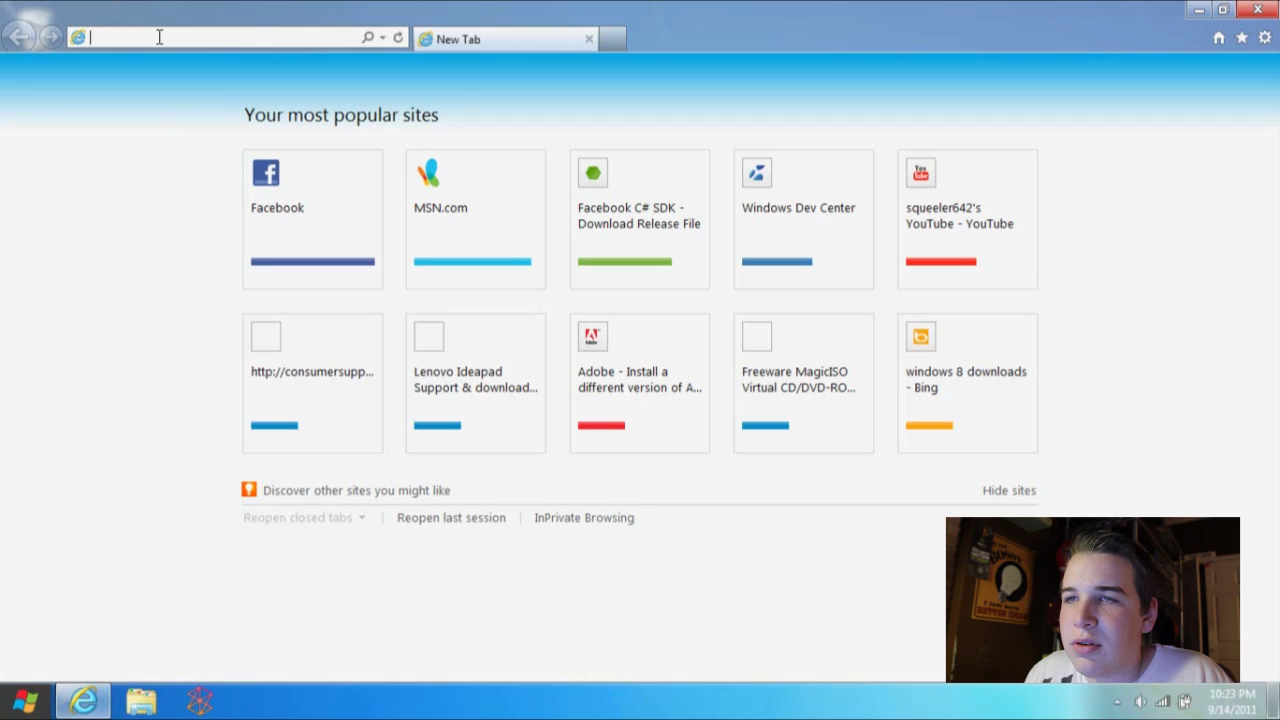 New Tab
Your most popular sites
Facebook
MSN.com
Facebook C# SDK -
Download Release File
Windows Dev Center
squeeler642's
YouTube - YouTube
http://consumersupp...
Lenovo Ideapad
Support & download...
Adobe - Install a
different version of A...
Freeware MagicISO
Virtual CD/DVD-RO...
windows 8 downloads
- Bing
Discover other sites you might like
Hide sites
Reopen closed tabs
Reopen last session
InPrivate Browsing
10:23 PM
9/14/2011